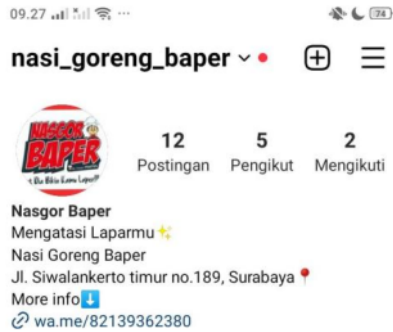 09.27
74
nasi_goreng_baper
NASGOR
BAPER
12 5 2
Postingan Pengikut Mengikuti
Nasgor Baper
Mengatasi Laparmu✨
Nasi Goreng Baper
Jl. Siwalankerto timur no.189, Surabaya📍
More info⬇️
wa.me/82139362380